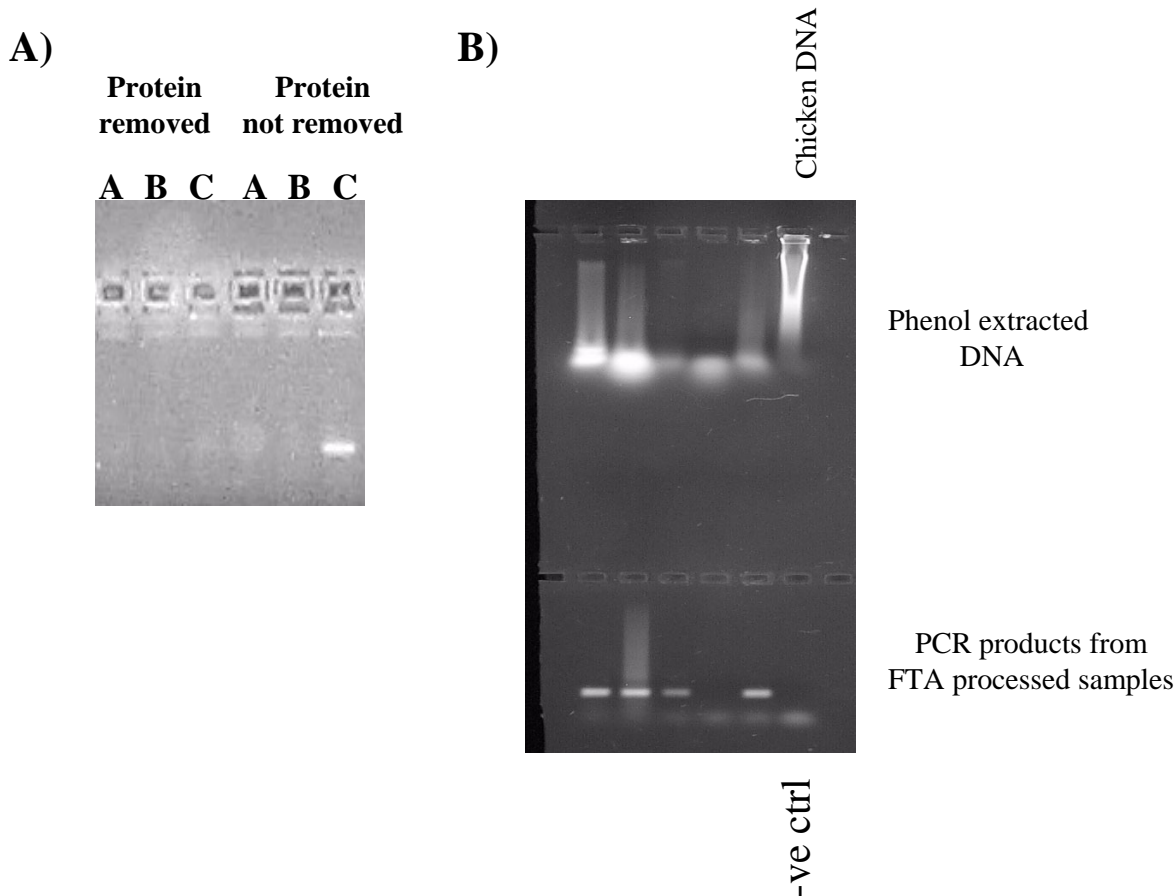 A)
Protein
removed
Protein
not removed
A B C A B C
B)
Chicken DNA
Phenol extracted
DNA
PCR products from
FTA processed samples
-ve ctrl